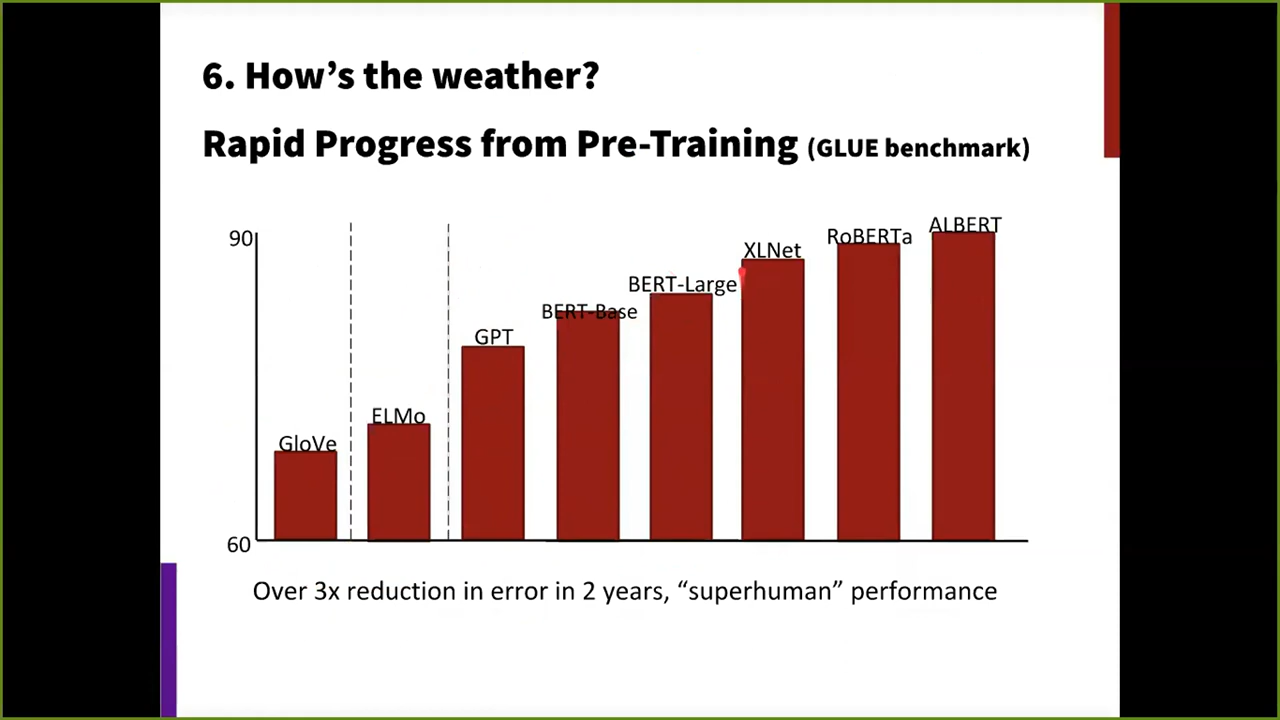 6. How’s the weather?
Rapid Progress from Pre-Training (GLUE benchmark)
90
ALBERT
RoBERTa
XLNet
BERT-Large
BERT-Base
GPT
ELMo
GloVe
60
Over 3x reduction in error in 2 years, “superhuman” performance